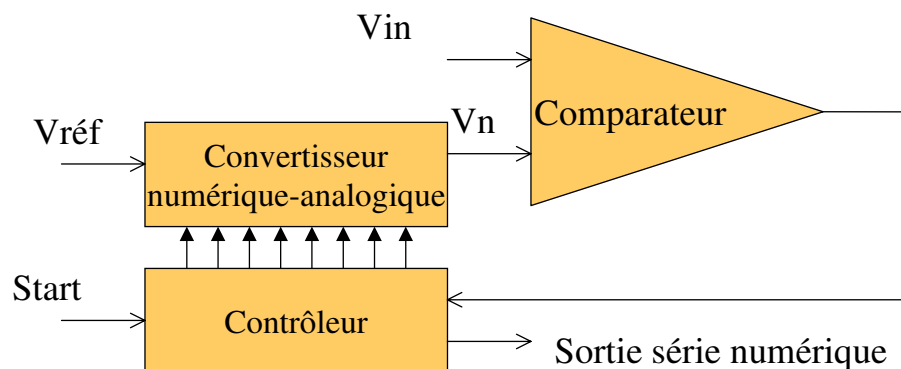 Vin
Comparateur
Vréf
Vn
Convertisseur
numérique-analogique
Start
Contrôleur
Sortie série numérique